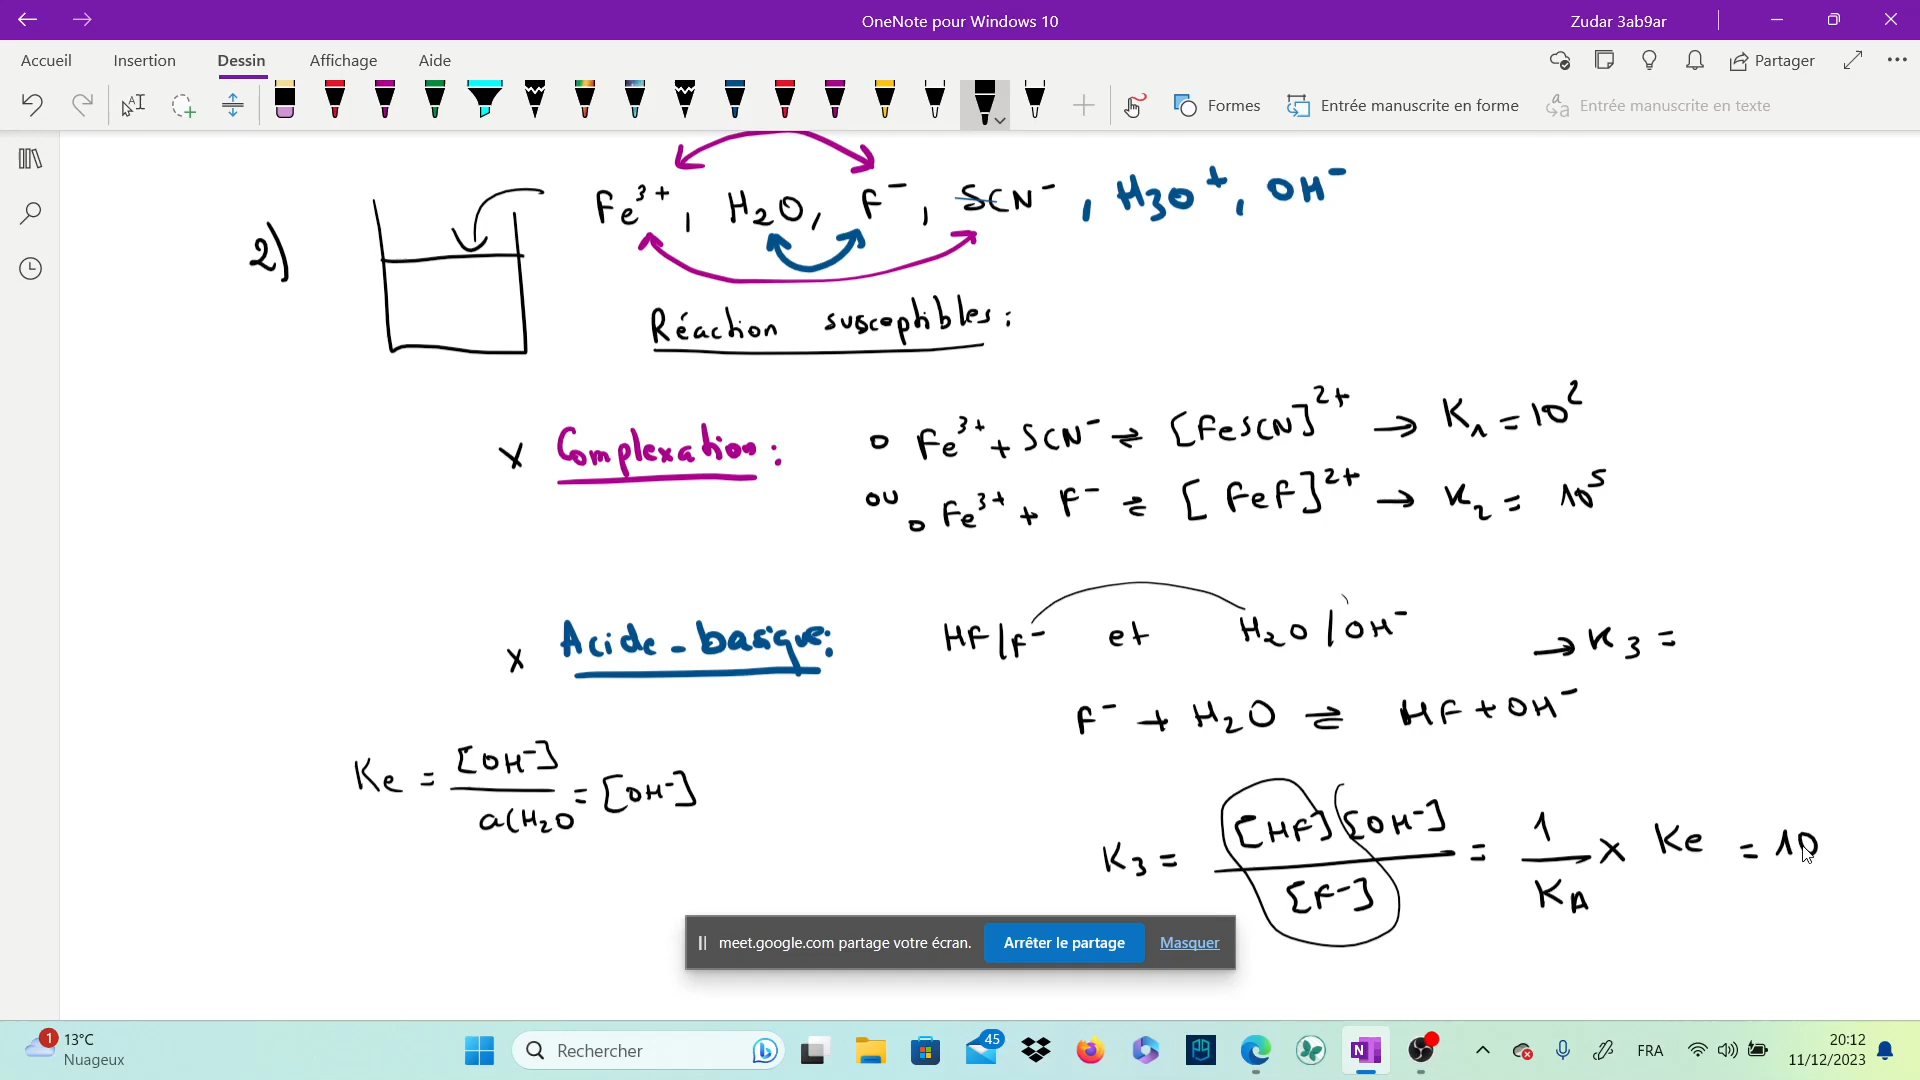 OneNote pour Windows 10
Zudar 3ab9ar
Accueil Insertion Dessin Affichage Aide
Partager
Formes Entrée manuscrite en forme Entrée manuscrite en texte
2)
Fe³⁺, H₂O, F⁻, SCN⁻, H3O⁺, OH⁻
Réaction susceptibles:
x Complexation:
o Fe³⁺ + SCN⁻ ⇌ [FeSCN]²⁺ → K₁ = 10²
ou o Fe³⁺ + F⁻ ⇌ [FeF]²⁺ → K₂ = 10⁵
x Acide-basique:
HF/F⁻ et H₂O/OH⁻ → K₃ =
F⁻ + H₂O ⇌ HF + OH⁻
Ke = [OH⁻] / a(H₂O = [OH⁻]
K₃ = [HF][OH⁻] / [F⁻] = 1 / KA × Ke = 10
meet.google.com partage votre écran. Arrêter le partage Masquer
1 13°C
Nuageux
Rechercher
45
FRA
20:12
11/12/2023